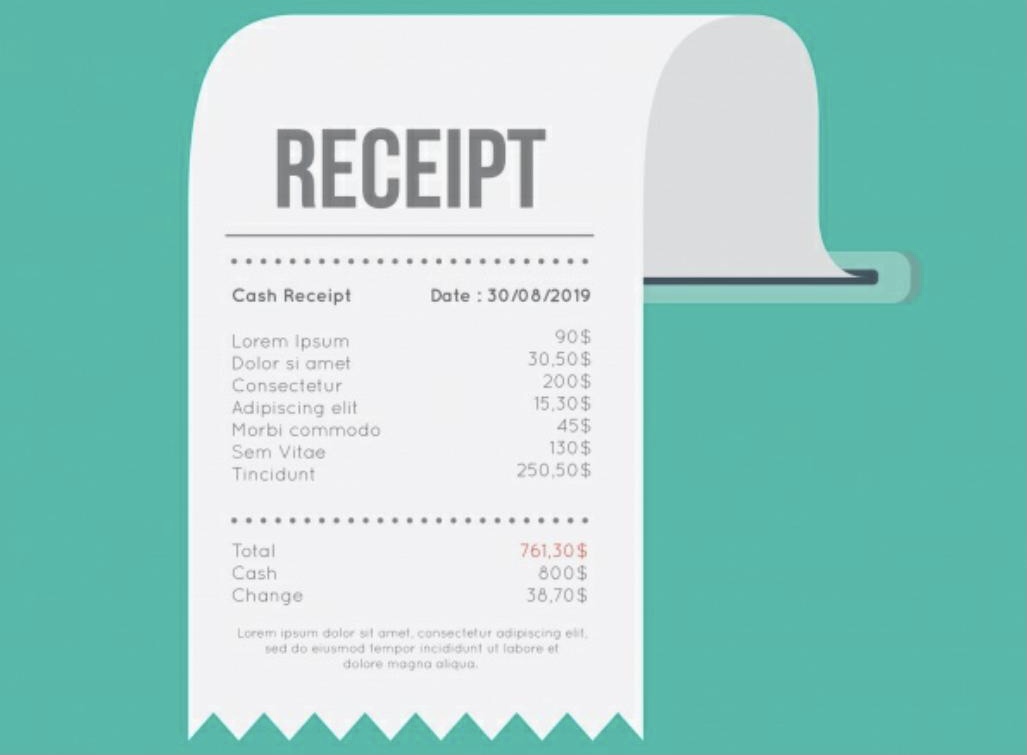 RECEIPT
Cash Receipt Date : 30/08/2019
Lorem Ipsum 90$
Dolor si amet 30,50$
Consectetur 200$
Adipiscing elit 15,30$
Morbi commodo 45$
Sem Vitae 130$
Tincidunt 250,50$
Total 761,30$
Cash 800$
Change 38,70$
Lorem ipsum dolor sit amet, consectetur adipiscing elit,
sed do eiusmod tempor incididunt ut labore et
dolore magna aliqua.